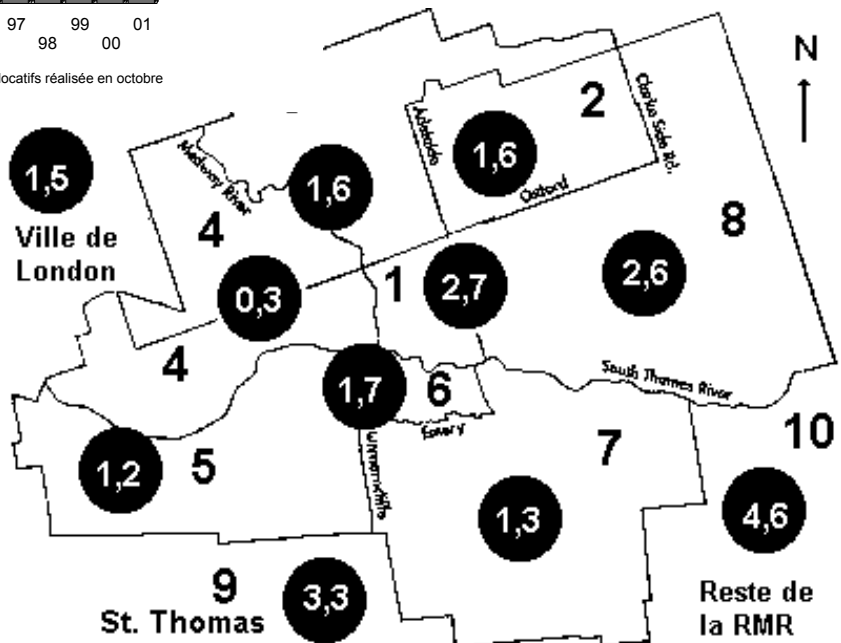 97 99 01
98 00
locatifs réalisée en octobre
N
2
Adelaide
Clarke Side Rd.
1,6
Oxford
1,5
Ville de
London
Medway River
1,6
4
8
0,3
1
2,7
2,6
4
1,7
6
South Thames River
Emery
10
1,2
5
7
1,3
4,6
9
St. Thomas
3,3
Reste de
la RMR